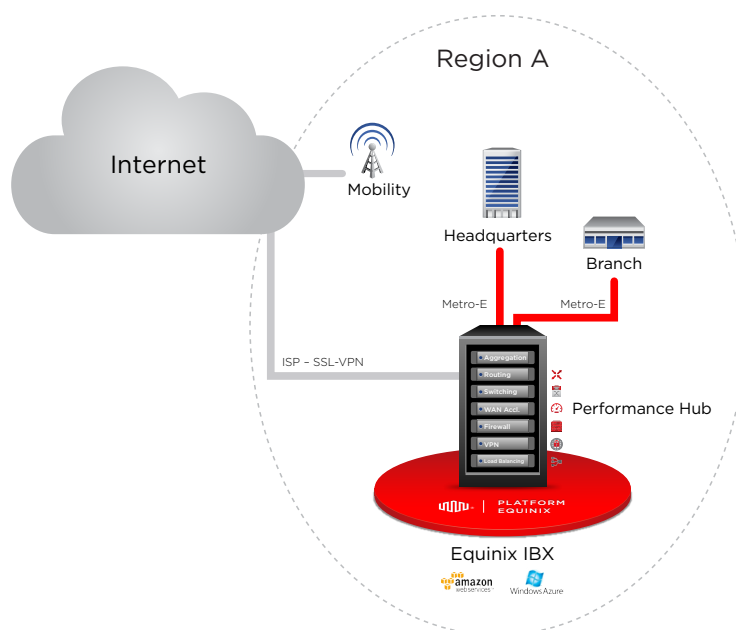 Region A
Internet
Mobility
Headquarters
Branch
Metro-E
Metro-E
ISP – SSL-VPN
Aggregation
Routing
Switching
WAN Accl.
Firewall
VPN
Load Balancing
Performance Hub
PLATFORM
EQUINIX
Equinix IBX
amazon
webservices™
Windows Azure